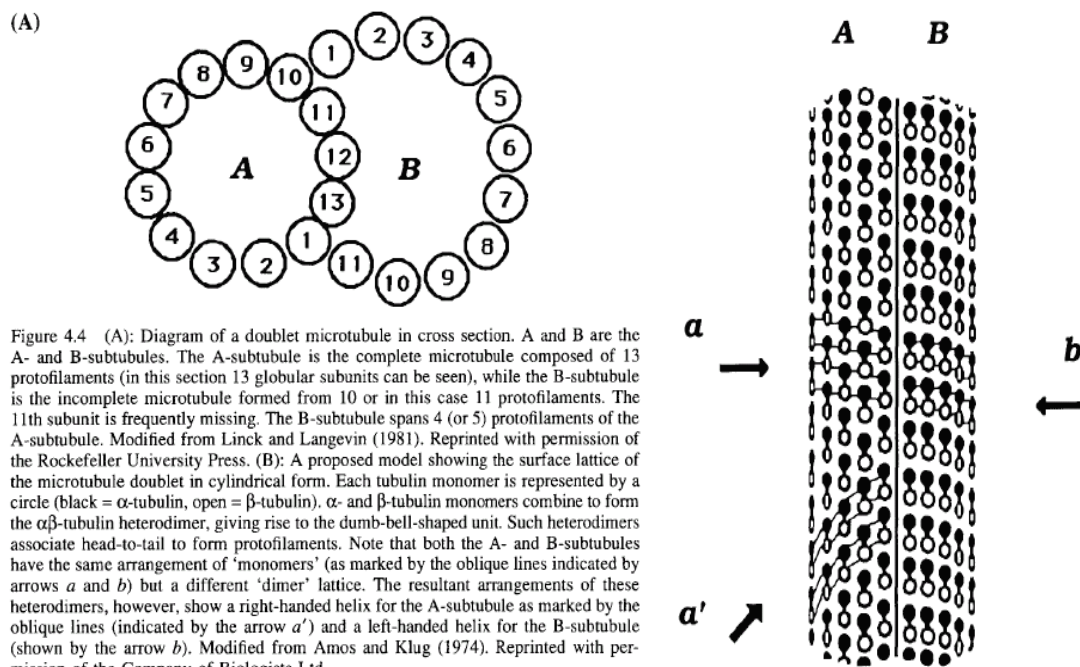 (A)
2 3
8 9 10 1 4
7 11 5
6 12 6
A B
5 13 7
4 1 8
3 2 11 10 9
Figure 4.4 (A): Diagram of a doublet microtubule in cross section. A and B are the
A- and B-subtubules. The A-subtubule is the complete microtubule composed of 13
protofilaments (in this section 13 globular subunits can be seen), while the B-subtubule
is the incomplete microtubule formed from 10 or in this case 11 protofilaments. The
11th subunit is frequently missing. The B-subtubule spans 4 (or 5) protofilaments of the
A-subtubule. Modified from Linck and Langevin (1981). Reprinted with permission of
the Rockefeller University Press. (B): A proposed model showing the surface lattice of
the microtubule doublet in cylindrical form. Each tubulin monomer is represented by a
circle (black = α-tubulin, open = β-tubulin). α- and β-tubulin monomers combine to form
the αβ-tubulin heterodimer, giving rise to the dumb-bell-shaped unit. Such heterodimers
associate head-to-tail to form protofilaments. Note that both the A- and B-subtubules
have the same arrangement of 'monomers' (as marked by the oblique lines indicated by
arrows a and b) but a different 'dimer' lattice. The resultant arrangements of these
heterodimers, however, show a right-handed helix for the A-subtubule as marked by the
oblique lines (indicated by the arrow a′) and a left-handed helix for the B-subtubule
(shown by the arrow b). Modified from Amos and Klug (1974). Reprinted with per-
mission of the Company of Biologists Ltd
A B
a
b
a′